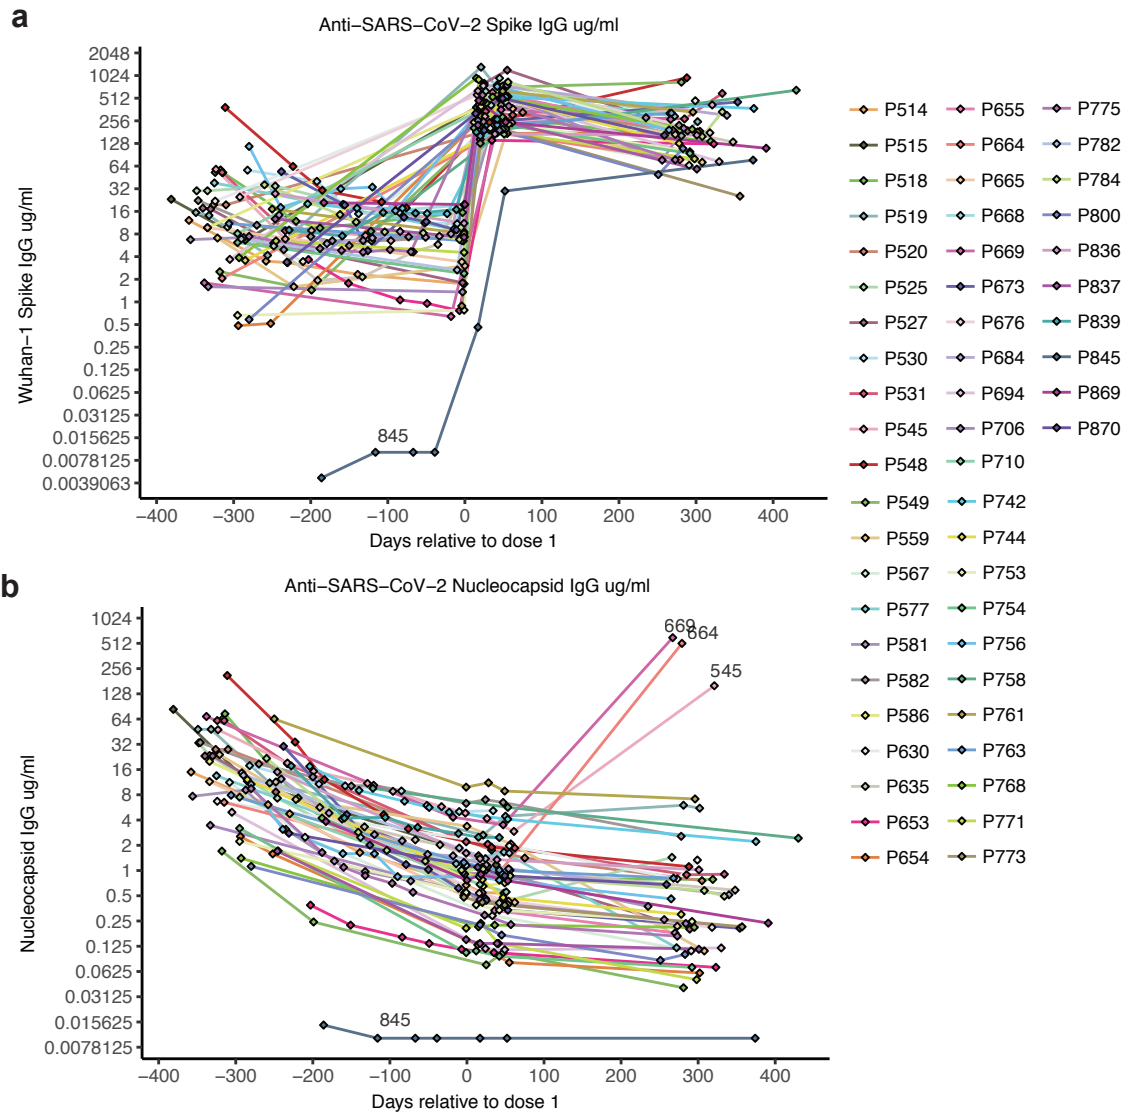 a
Anti−SARS−CoV−2 Spike IgG ug/ml
Wuhan−1 Spike IgG ug/ml
2048
1024
512
256
128
64
32
16
8
4
2
1
0.5
0.25
0.125
0.0625
0.03125
0.015625
0.0078125
0.0039063
845
−400 −300 −200 −100 0 100 200 300 400
Days relative to dose 1
b
Anti−SARS−CoV−2 Nucleocapsid IgG ug/ml
Nucleocapsid IgG ug/ml
1024
512
256
128
64
32
16
8
4
2
1
0.5
0.25
0.125
0.0625
0.03125
0.015625
0.0078125
669
664
545
845
−400 −300 −200 −100 0 100 200 300 400
Days relative to dose 1
P514
P515
P518
P519
P520
P525
P527
P530
P531
P545
P548
P549
P559
P567
P577
P581
P582
P586
P630
P635
P653
P654
P655
P664
P665
P668
P669
P673
P676
P684
P694
P706
P710
P742
P744
P753
P754
P756
P758
P761
P763
P768
P771
P773
P775
P782
P784
P800
P836
P837
P839
P845
P869
P870